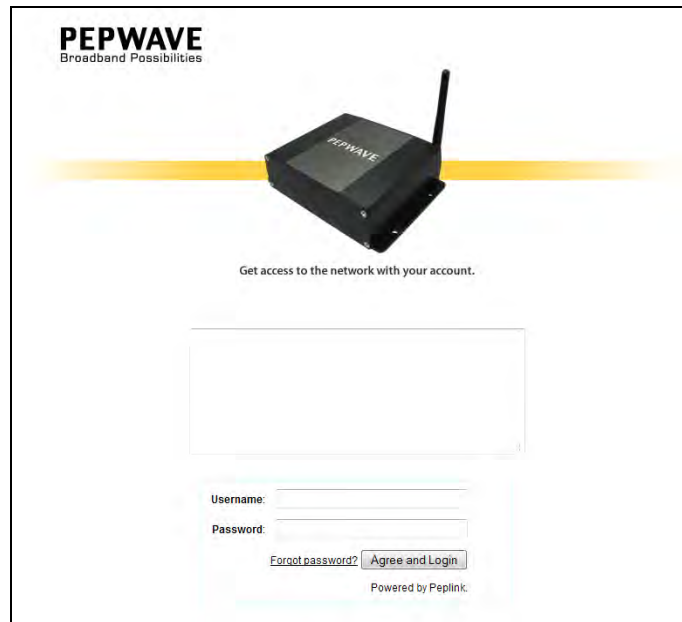 PEPWAVE
Broadband Possibilities
PEPWAVE
Get access to the network with your account.
Username:
Password:
Forgot password? Agree and Login
Powered by Peplink.